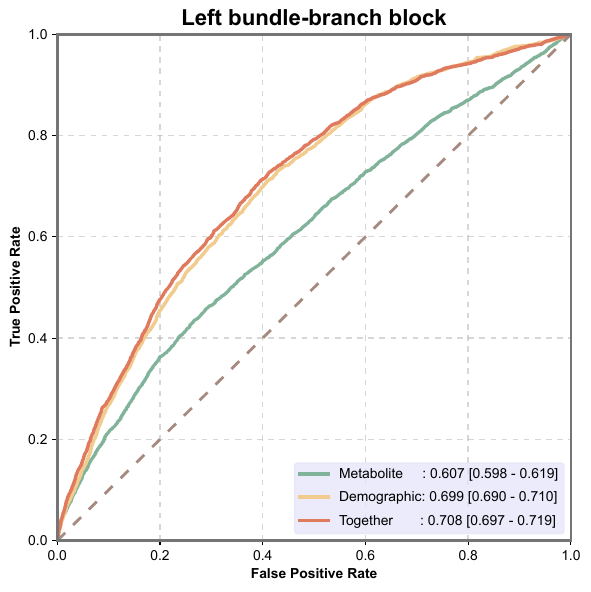 Left bundle-branch block
True Positive Rate
1.0
0.8
0.6
0.4
0.2
0.0
Metabolite : 0.607 [0.598 - 0.619]
Demographic: 0.699 [0.690 - 0.710]
Together : 0.708 [0.697 - 0.719]
0.0 0.2 0.4 0.6 0.8 1.0
False Positive Rate